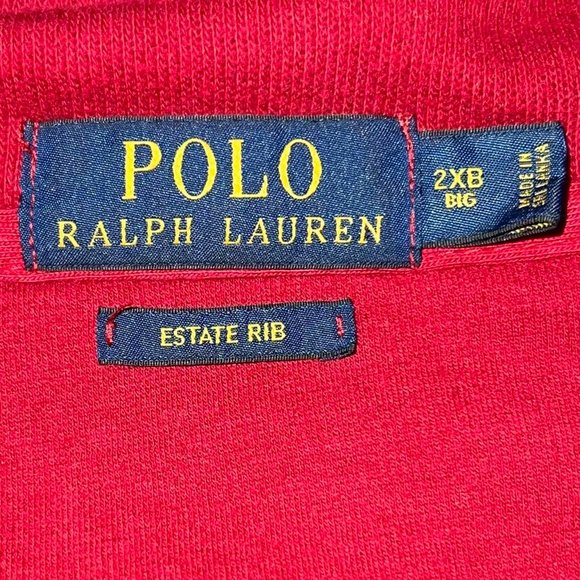 POLO
RALPH LAUREN
2XB
BIG
MADE IN
SRI LANKA
ESTATE RIB